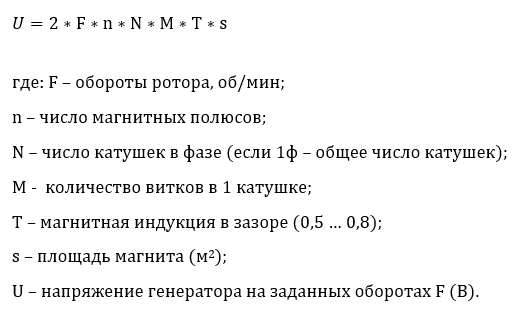 U = 2 ∗ F ∗ n ∗ N ∗ M ∗ T ∗ s
где: F – обороты ротора, об/мин;
n – число магнитных полюсов;
N – число катушек в фазе (если 1ф – общее число катушек);
M - количество витков в 1 катушке;
T – магнитная индукция в зазоре (0,5 ... 0,8);
s – площадь магнита (м²);
U – напряжение генератора на заданных оборотах F (В).